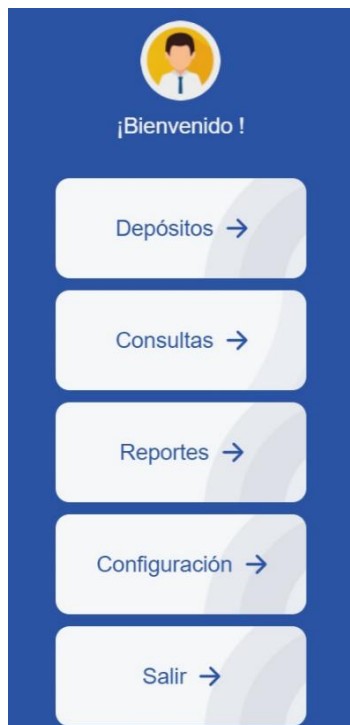 ¡Bienvenido !
Depósitos →
Consultas →
Reportes →
Configuración →
Salir →